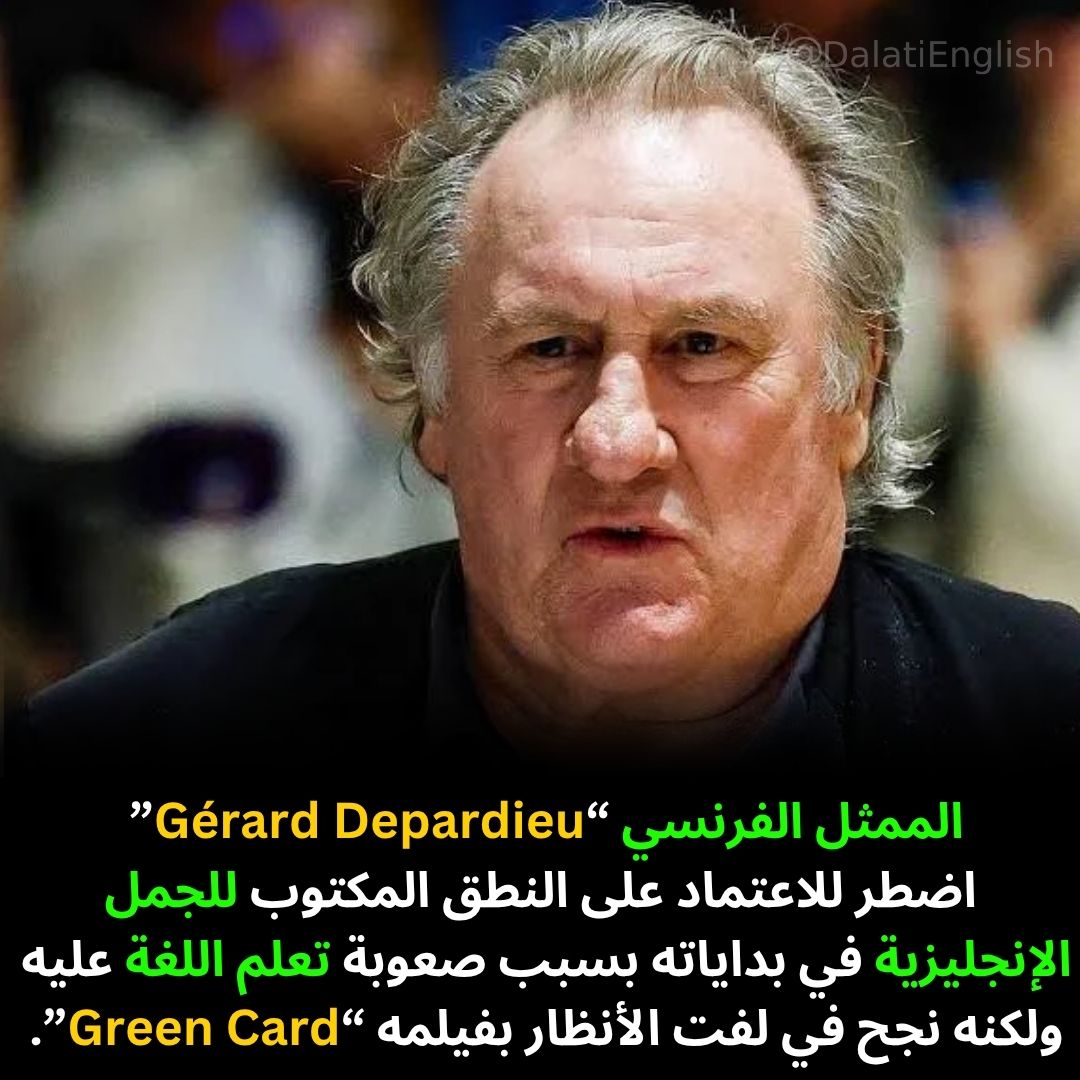 @DalatiEnglish
الممثل الفرنسي “Gérard Depardieu”
اضطر للاعتماد على النطق المكتوب للجمل
الإنجليزية في بداياته بسبب صعوبة تعلم اللغة عليه
ولكنه نجح في لفت الأنظار بفيلمه “Green Card”.